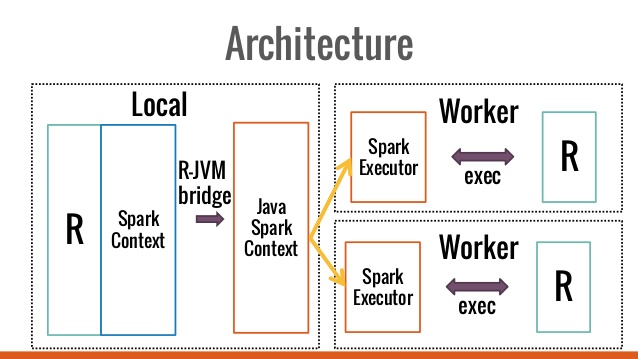 Architecture
Local
R
Spark
Context
R-JVM
bridge
Java
Spark
Context
Worker
Spark
Executor
exec
R
Worker
Spark
Executor
exec
R